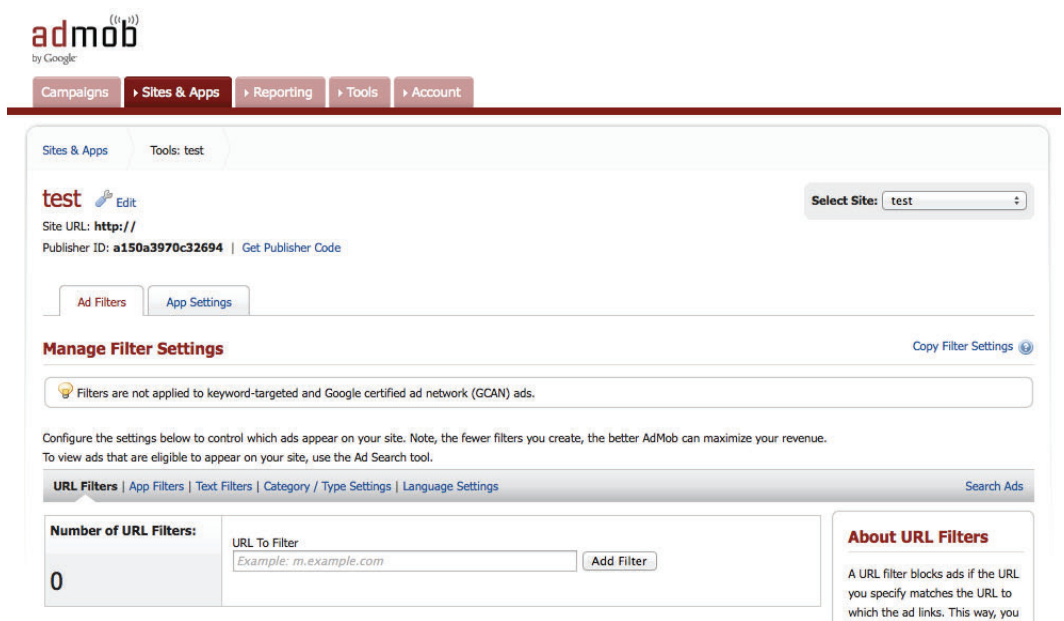 admob
by Google
Campaigns Sites & Apps Reporting Tools Account
Sites & Apps Tools: test
test Edit
Select Site: test
Site URL: http://
Publisher ID: a150a3970c32694 | Get Publisher Code
Ad Filters App Settings
Manage Filter Settings
Copy Filter Settings
Filters are not applied to keyword-targeted and Google certified ad network (GCAN) ads.
Configure the settings below to control which ads appear on your site. Note, the fewer filters you create, the better AdMob can maximize your revenue.
To view ads that are eligible to appear on your site, use the Ad Search tool.
URL Filters | App Filters | Text Filters | Category / Type Settings | Language Settings
Search Ads
Number of URL Filters:
0
URL To Filter
Example: m.example.com Add Filter
About URL Filters
A URL filter blocks ads if the URL
you specify matches the URL to
which the ad links. This way, you